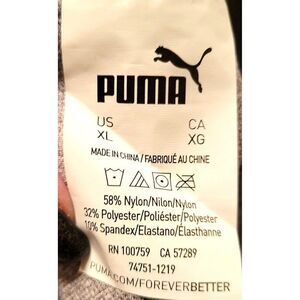 PUMA
US CA
XL XG
MADE IN CHINA / FABRIQUÉ AU CHINE
58% Nylon/Nilon/Nylon
32% Polyester/Poliéster/Polyester
10% Spandex/Elastano/Élasthanne
RN 100759 CA 57289
74751-1219
PUMA.COM/FOREVERBETTER